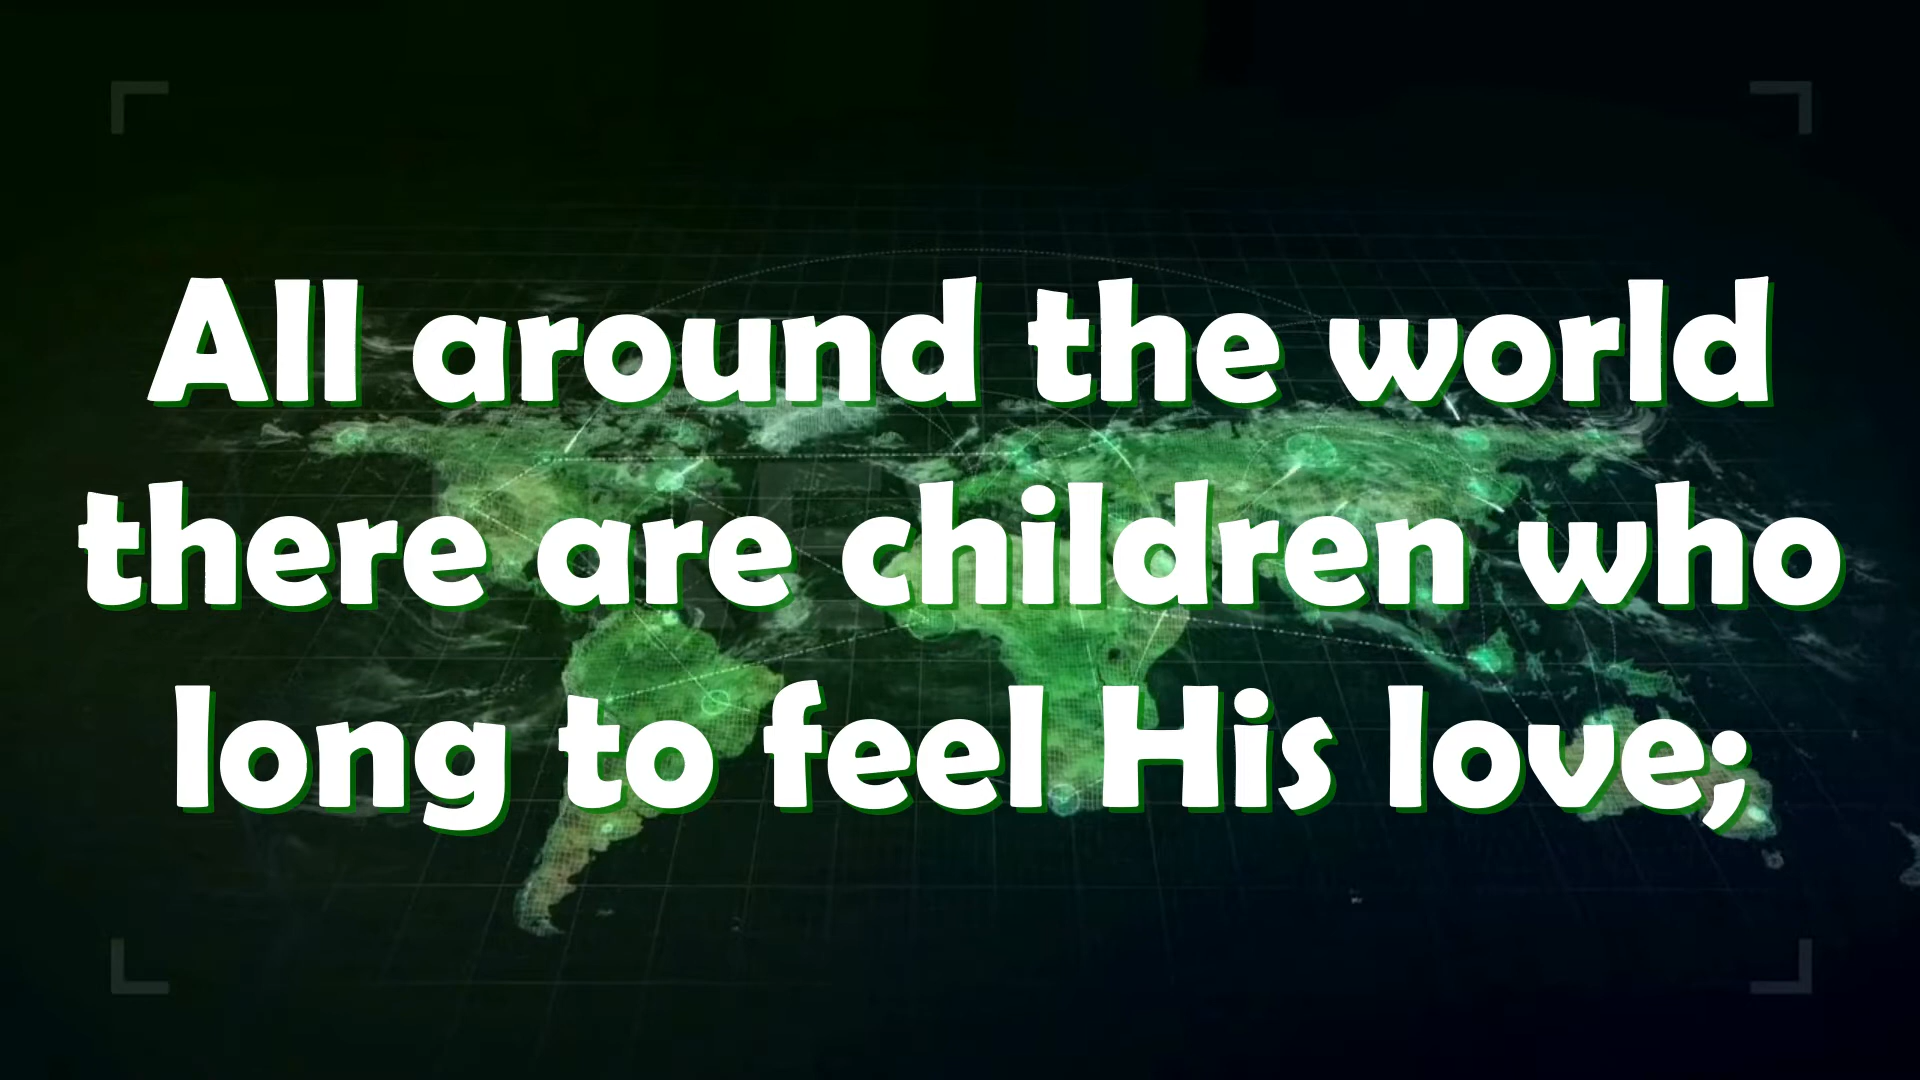 All around the world
there are children who
long to feel His love;